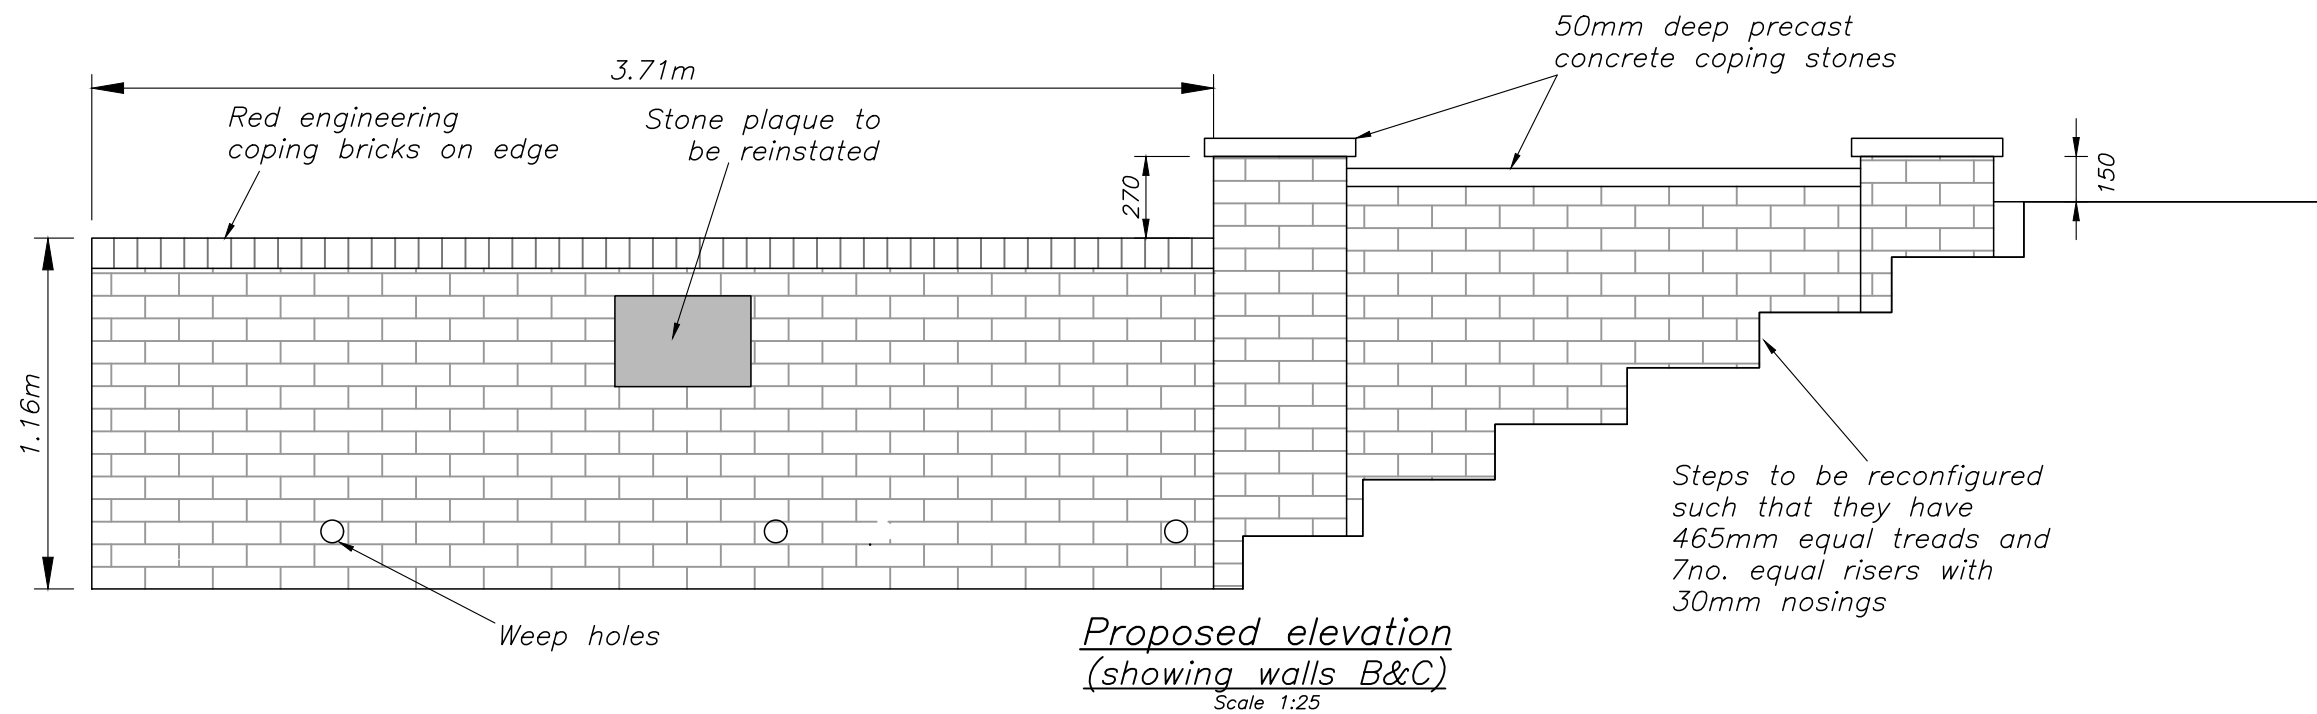 50mm deep precast
concrete coping stones
3.71m
Red engineering
coping bricks on edge
Stone plaque to
be reinstated
270
150
1.16m
Steps to be reconfigured
such that they have
465mm equal treads and
7no. equal risers with
30mm nosings
Weep holes
Proposed elevation
(showing walls B&C)
Scale 1:25